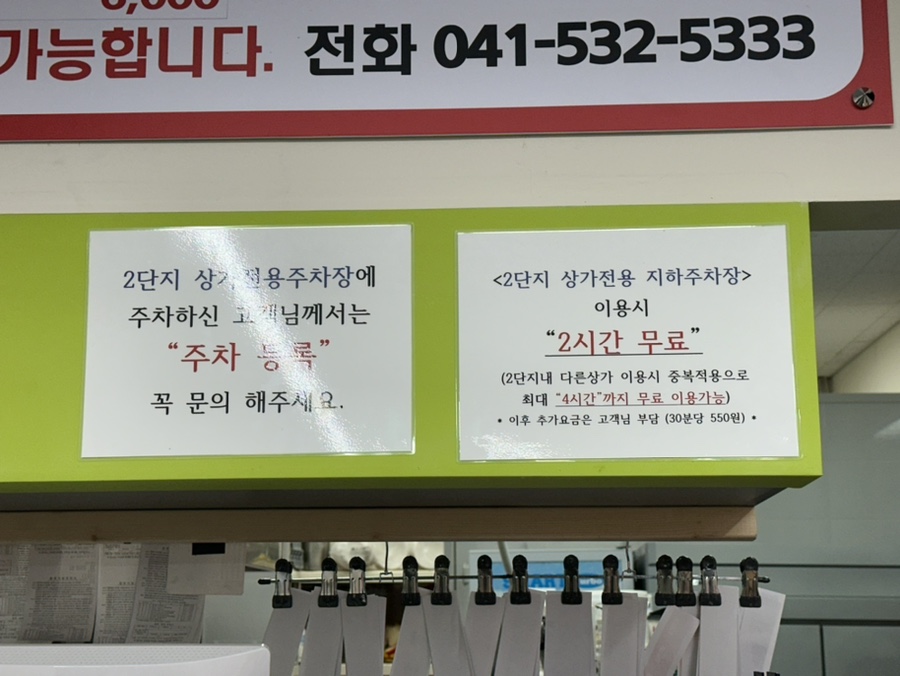 가능합니다. 전화 041-532-5333
2단지 상가전용주차장에
주차하신 고객님께서는
“주차 등록”
꼭 문의 해주세요.
<2단지 상가전용 지하주차장>
이용시
“2시간 무료”
(2단지내 다른상가 이용시 중복적용으로
최대 “4시간”까지 무료 이용가능)
• 이후 추가요금은 고객님 부담 (30분당 550원) •